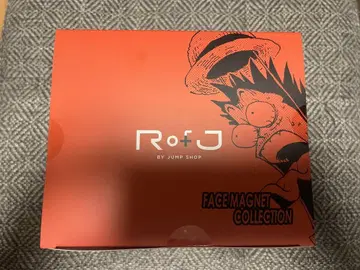 R of J
BY JUMP SHOP
FACE MAGNET
COLLECTION